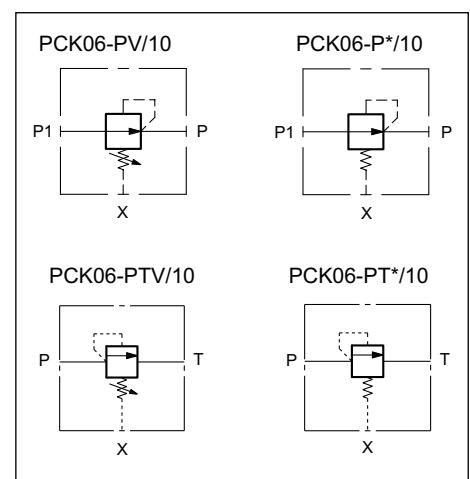 PCK06-PV/10 PCK06-P*/10
P1 P P1 P
X X
PCK06-PTV/10 PCK06-PT*/10
P T P T
X X